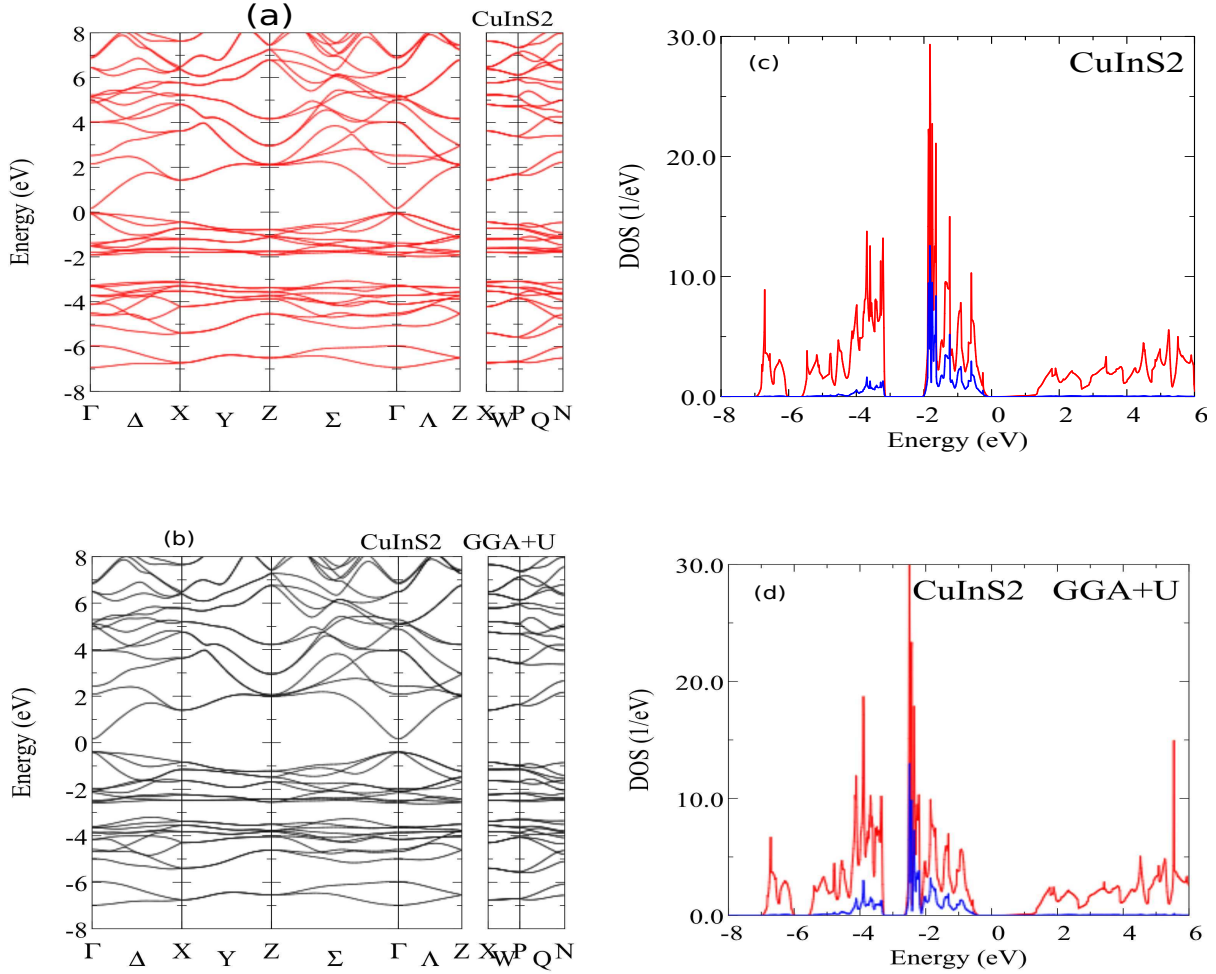 (a) CuInS2
8
6
4
2
0
-2
-4
-6
-8
Energy (eV)
Γ Δ X Y Z Σ Γ Λ Z X W P Q N
(c) CuInS2
30.0
20.0
10.0
0.0
DOS (1/eV)
-8 -6 -4 -2 0 2 4 6
Energy (eV)
(b) CuInS2 GGA+U
8
6
4
2
0
-2
-4
-6
-8
Energy (eV)
Γ Δ X Y Z Σ Γ Λ Z X W P Q N
(d) CuInS2 GGA+U
30.0
20.0
10.0
0.0
DOS (1/eV)
-8 -6 -4 -2 0 2 4 6
Energy (eV)